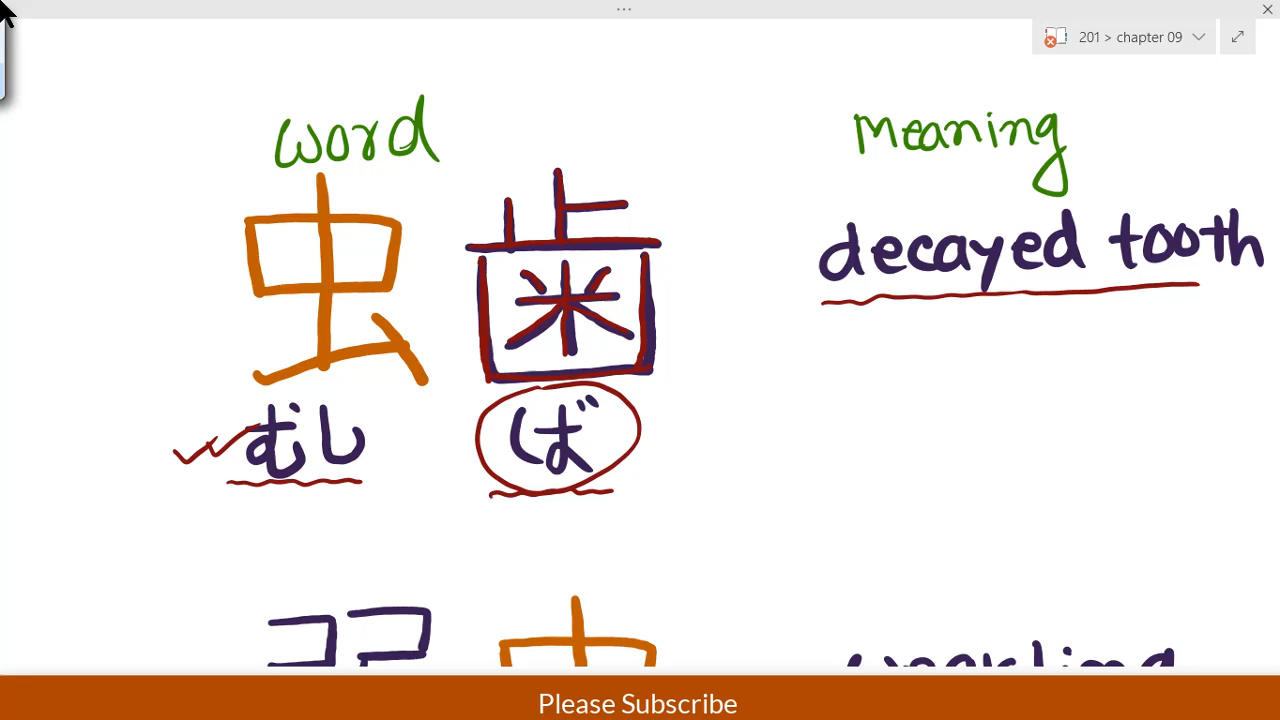 201 > chapter 09
word Meaning
虫歯 decayed tooth
むし ば
Please Subscribe